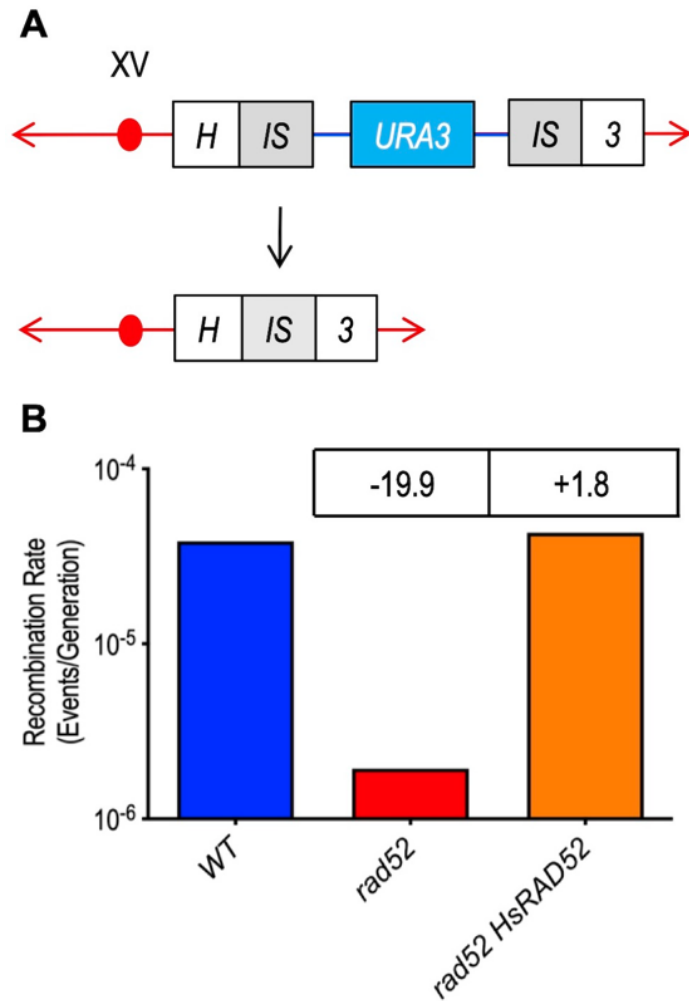 A
XV
H IS URA3 IS 3
H IS 3
B
-19.9 +1.8
10-4
10-5
10-6
Recombination Rate
(Events/Generation)
WT
rad52
rad52 HsRAD52